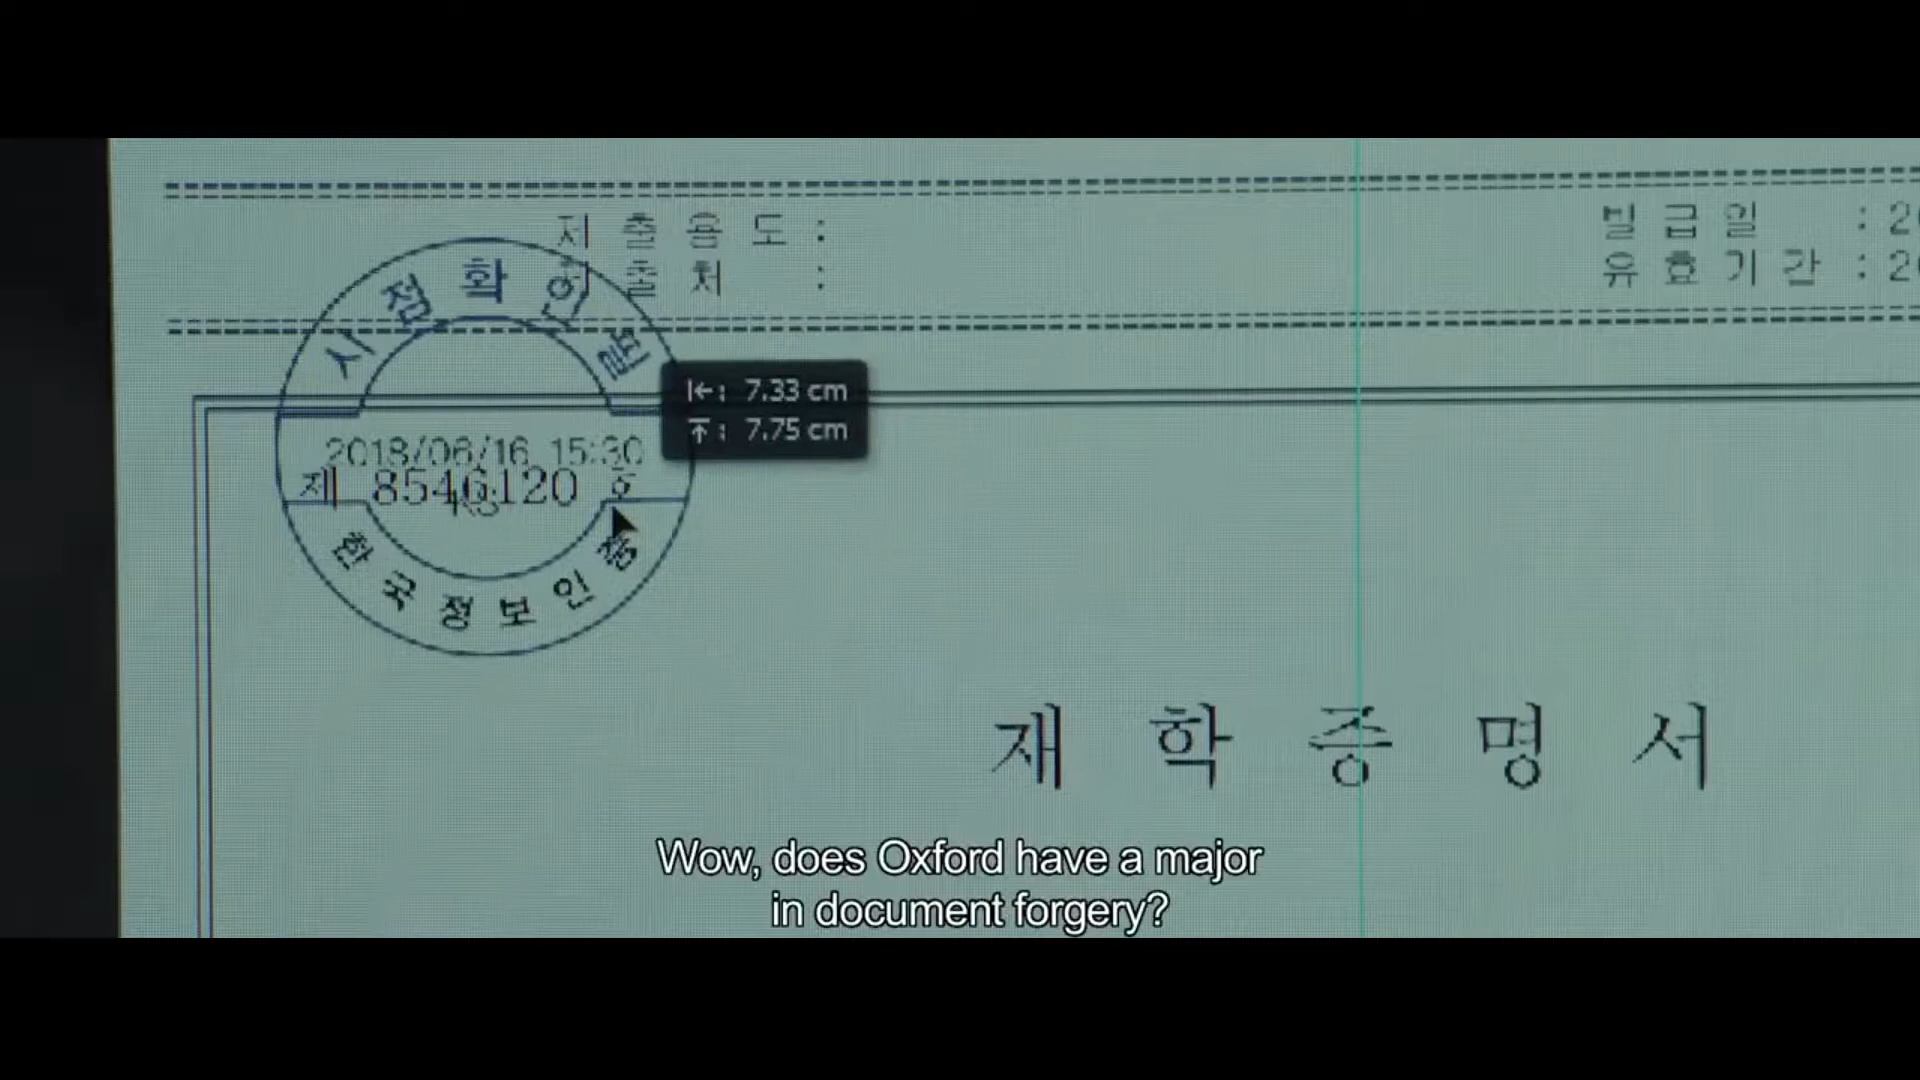 제 출 용 도 :
발 급 일 : 2
제 출 처 :
유 효 기 간 : 2
시 점 확 인
7.33 cm
7.75 cm
2018/06/16 15:30
제 8546120 호
한 국 정 보 인 증
재 학 증 명 서
Wow, does Oxford have a major
in document forgery?